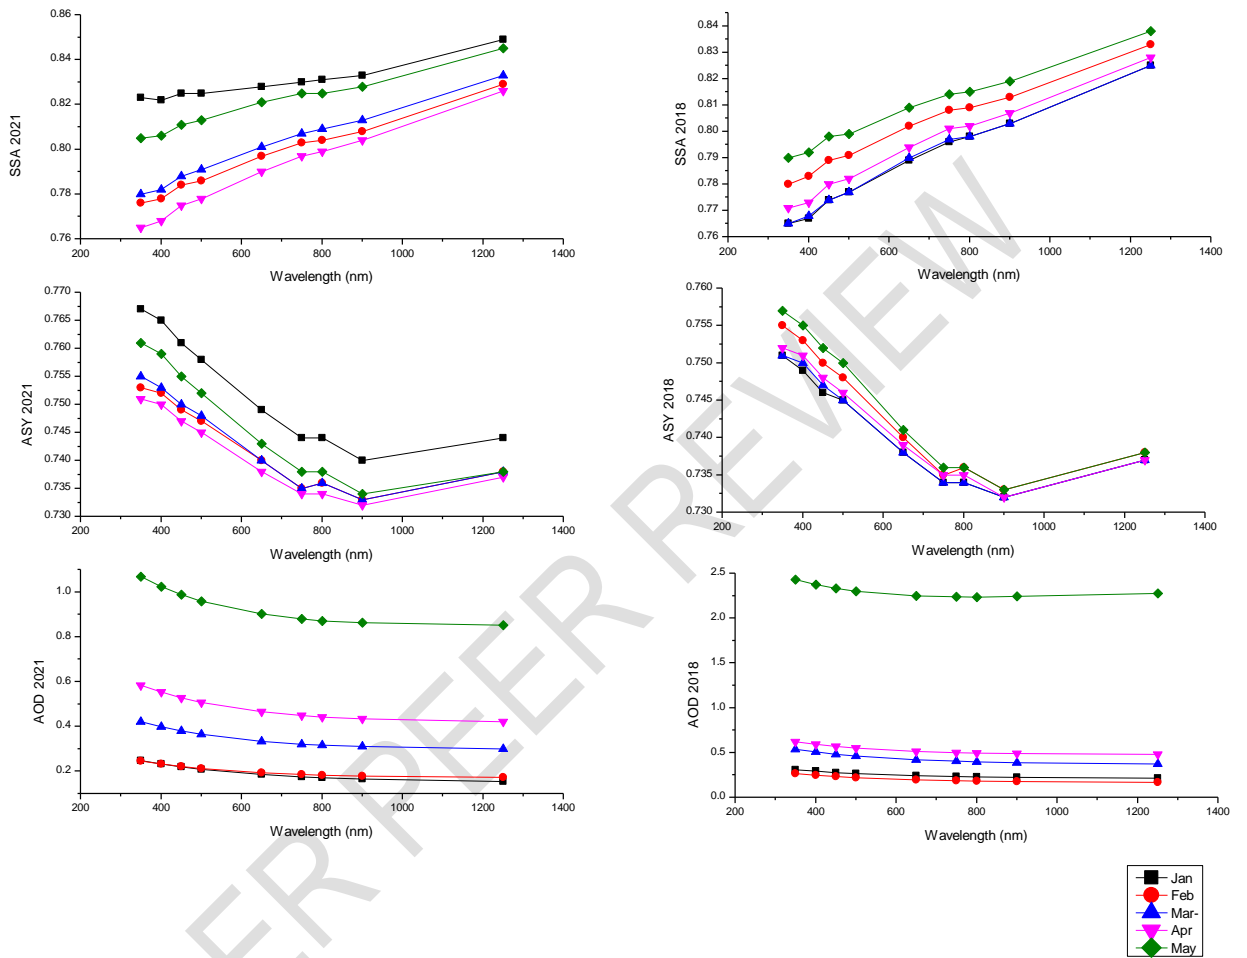 0.86
0.84
0.82
0.80
0.78
0.76
SSA 2021
200 400 600 800 1000 1200 1400
Wavelength (nm)
0.84
0.83
0.82
0.81
0.80
0.79
0.78
0.77
0.76
SSA 2018
200 400 600 800 1000 1200 1400
Wavelength (nm)
0.770
0.765
0.760
0.755
0.750
0.745
0.740
0.735
0.730
ASY 2021
200 400 600 800 1000 1200 1400
Wavelength (nm)
0.760
0.755
0.750
0.745
0.740
0.735
0.730
ASY 2018
200 400 600 800 1000 1200 1400
Wavelength (nm)
1.0
0.8
0.6
0.4
0.2
AOD 2021
200 400 600 800 1000 1200 1400
Wavelength (nm)
2.5
2.0
1.5
1.0
0.5
0.0
AOD 2018
200 400 600 800 1000 1200 1400
Wavelength (nm)
Jan
Feb
Mar-
Apr
May
ER PEER REVIEW